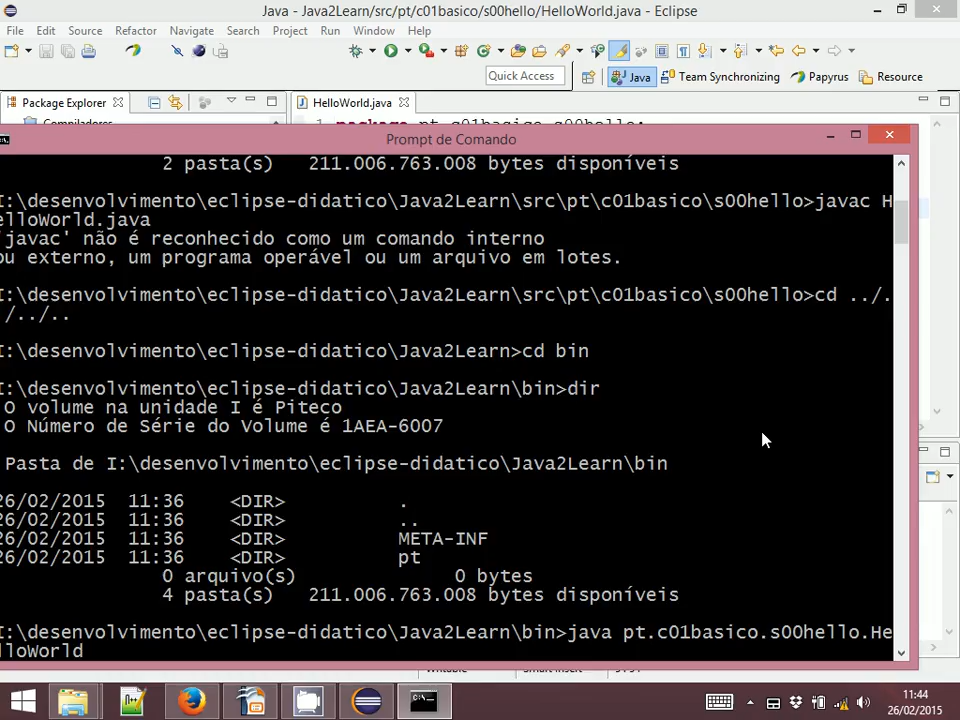 Java - Java2Learn/src/pt/c01basico/s00hello/HelloWorld.java - Eclipse
File Edit Source Refactor Navigate Search Project Run Window Help
Quick Access Java Team Synchronizing Papyrus Resource
Package Explorer HelloWorld.java
Prompt de Comando
2 pasta(s) 211.006.763.008 bytes disponíveis
I:\desenvolvimento\eclipse-didatico\Java2Learn\src\pt\c01basico\s00hello>javac H
elloWorld.java
'javac' não é reconhecido como um comando interno
ou externo, um programa operável ou um arquivo em lotes.
I:\desenvolvimento\eclipse-didatico\Java2Learn\src\pt\c01basico\s00hello>cd ../.
./../..
I:\desenvolvimento\eclipse-didatico\Java2Learn>cd bin
I:\desenvolvimento\eclipse-didatico\Java2Learn\bin>dir
O volume na unidade I é Piteco
O Número de Série do Volume é 1AEA-6007
Pasta de I:\desenvolvimento\eclipse-didatico\Java2Learn\bin
26/02/2015 11:36 <DIR> .
26/02/2015 11:36 <DIR> ..
26/02/2015 11:36 <DIR> META-INF
26/02/2015 11:36 <DIR> pt
0 arquivo(s) 0 bytes
4 pasta(s) 211.006.763.008 bytes disponíveis
I:\desenvolvimento\eclipse-didatico\Java2Learn\bin>java pt.c01basico.s00hello.He
lloWorld
11:44
26/02/2015